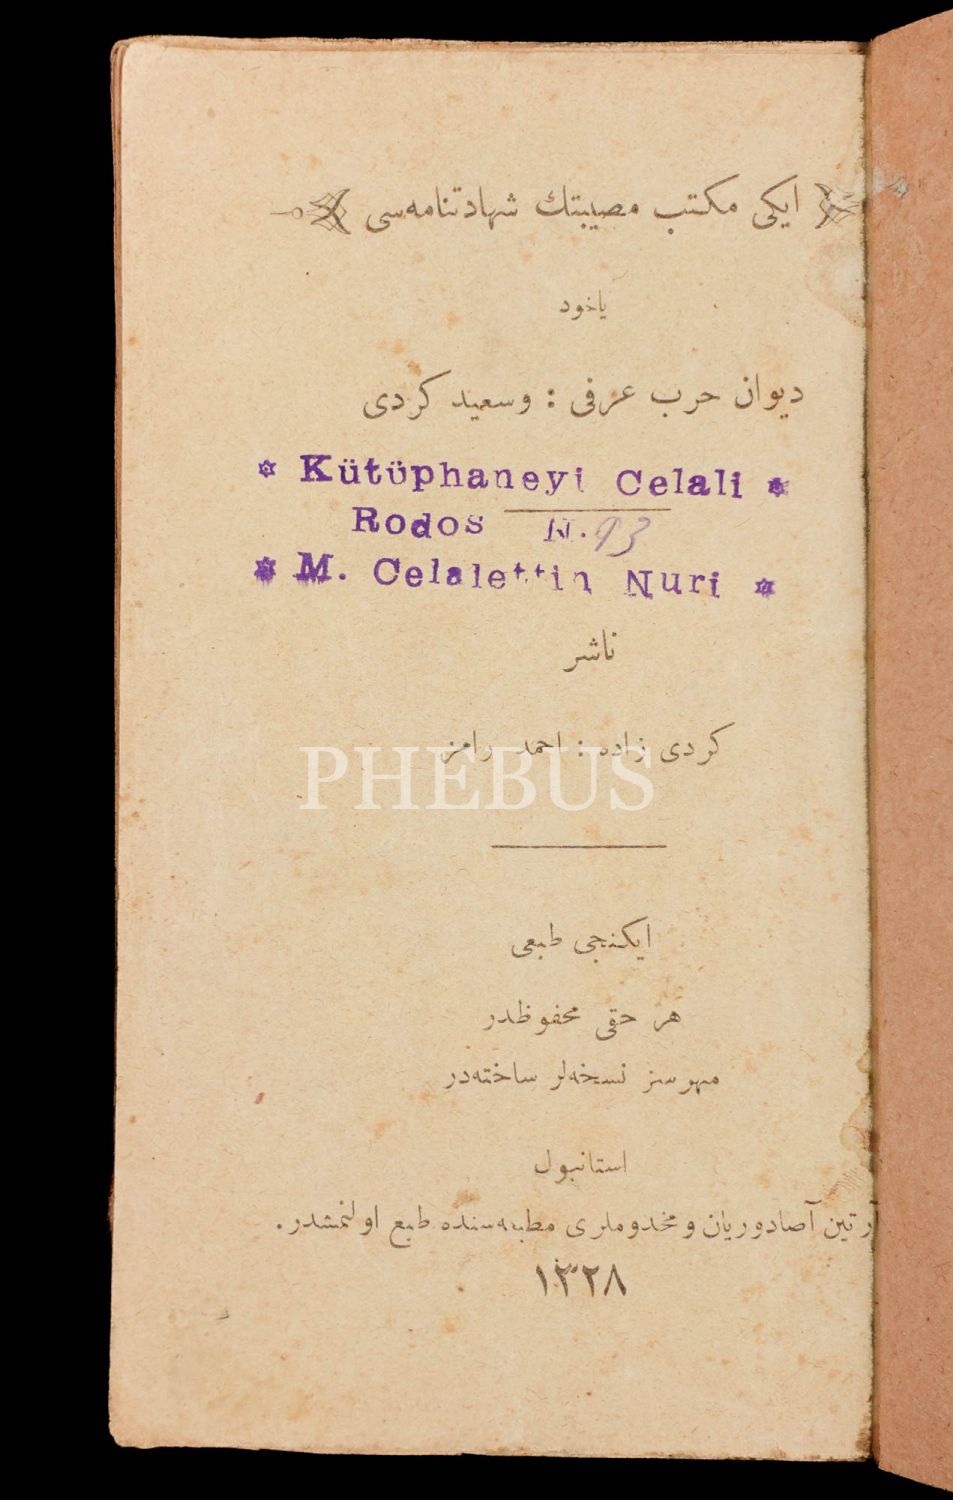 ایکی مکتب مصیبتك شهادتنامه‌سی
یاخود
دیوان حرب عرفی : وسعید کردی
* Kütüphaneyi Celali *
Rodos N. 93
* M. Celalettin Nuri *
ناشر
کردی زاده : احمد رامز
PHEBUS
ایکنجی طبعی
هر حقی محفوظدر
مهرسز نسخه‌لر ساخته‌در
استانبول
آرتین آصادوریان ومخدوملری مطبعه‌سنده طبع اولنمشدر.
١٣٢٨